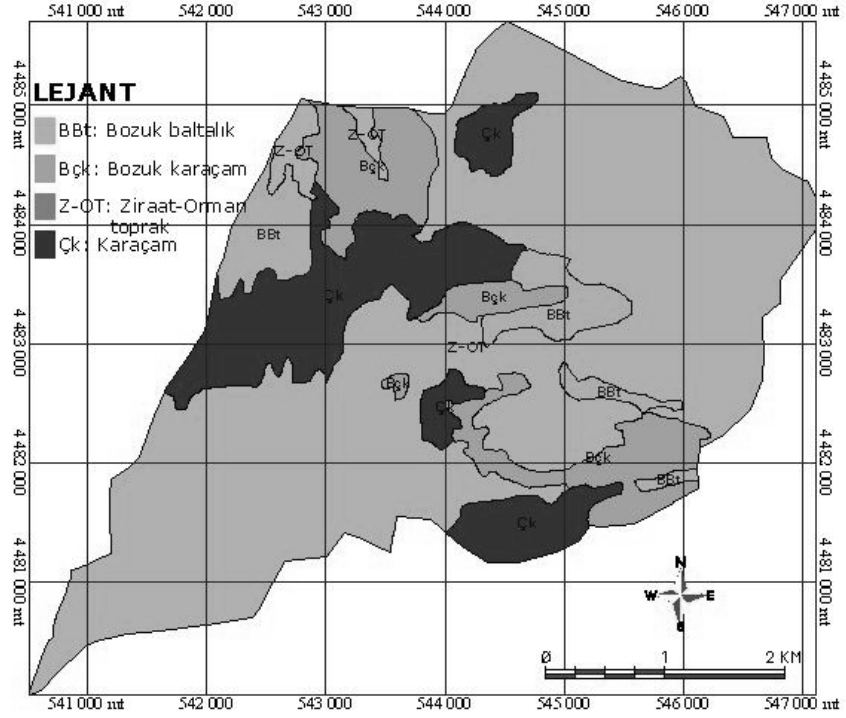 541 000 mt 542 000 543 000 544 000 545 000 546 000 547 000 mt
4 485 000 mt
4 484 000
4 483 000
4 482 000
4 481 000 mt
LEJANT
BBt: Bozuk baltalık
Bçk: Bozuk karaçam
Z-OT: Ziraat-Orman
toprak
Çk: Karaçam
Çk
Z-OT
Z-OT
Bçk
BBt
Çk
Bçk
BBt
Z-OT
Bçk
BBt
Çk
Bçk
BBt
Çk
4 485 000 mt
4 484 000
4 483 000
4 482 000
4 481 000 mt
N
W E
S
0 1 2 KM
541 000 mt 542 000 543 000 544 000 545 000 546 000 547 000 mt